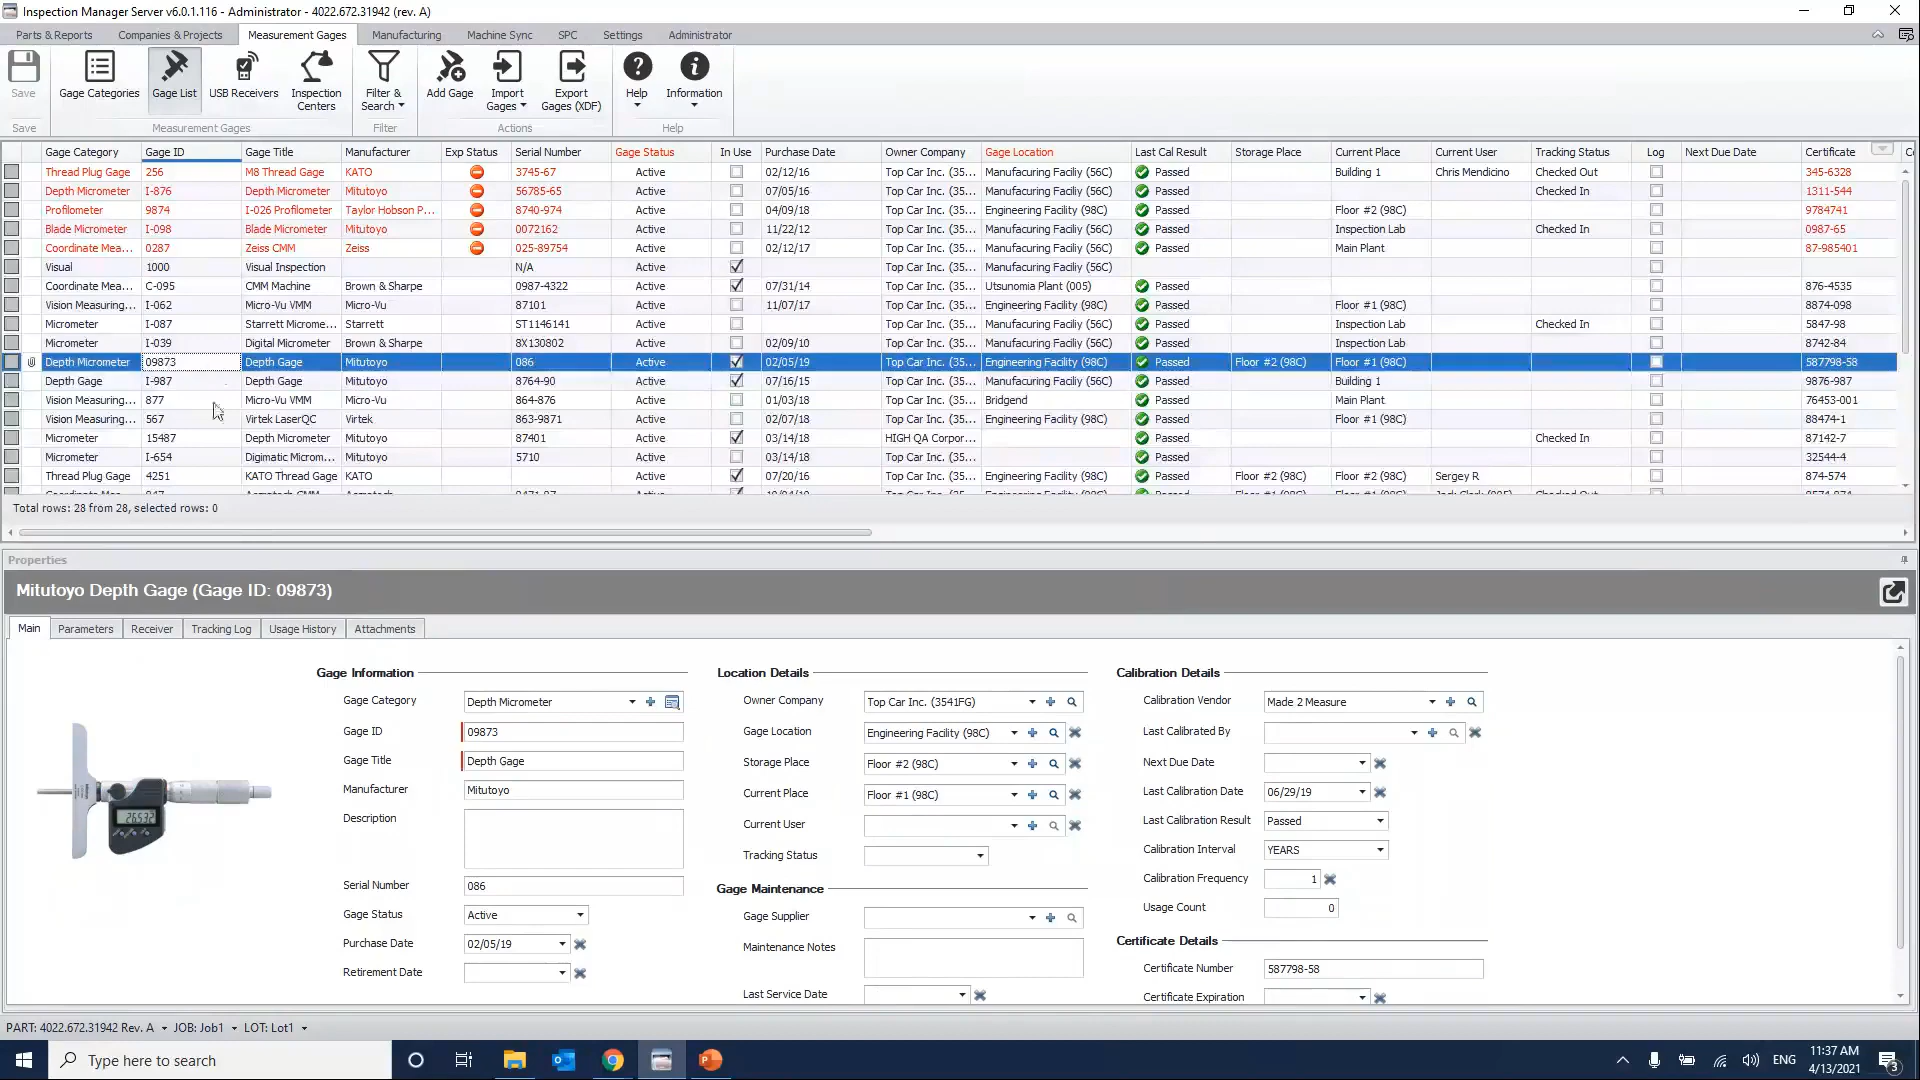 Inspection Manager Server v6.0.1.116 - Administrator - 4022.672.31942 (rev. A)
Parts & Reports Companies & Projects Measurement Gages Manufacturing Machine Sync SPC Settings Administrator
Save Gage Categories Gage List USB Receivers Inspection Centers Filter & Search Add Gage Import Gages Export Gages (XDF) Help Information
Save Measurement Gages Filter Actions Help
Gage Category Gage ID Gage Title Manufacturer Exp Status Serial Number Gage Status In Use Purchase Date Owner Company Gage Location Last Cal Result Storage Place Current Place Current User Tracking Status Log Next Due Date Certificate
Thread Plug Gage 256 M8 Thread Gage KATO 3745-67 Active 02/12/16 Top Car Inc. (35... Manufacuring Faciliy (56C) Passed Building 1 Chris Mendicino Checked Out 345-6328
Depth Micrometer I-876 Depth Micrometer Mitutoyo 56785-65 Active 07/05/16 Top Car Inc. (35... Manufacuring Faciliy (56C) Passed Checked In 1311-544
Profilometer 9874 I-026 Profilometer Taylor Hobson P... 8740-974 Active 04/09/18 Top Car Inc. (35... Engineering Facility (98C) Passed Floor #2 (98C) 9784741
Blade Micrometer I-098 Blade Micrometer Mitutoyo 0072162 Active 11/22/12 Top Car Inc. (35... Manufacuring Faciliy (56C) Passed Inspection Lab Checked In 0987-65
Coordinate Mea... 0287 Zeiss CMM Zeiss 025-89754 Active 02/12/17 Top Car Inc. (35... Manufacuring Faciliy (56C) Passed Main Plant 87-985401
Visual 1000 Visual Inspection N/A Active Top Car Inc. (35... Manufacuring Faciliy (56C)
Coordinate Mea... C-095 CMM Machine Brown & Sharpe 0987-4322 Active 07/31/14 Top Car Inc. (35... Utsunomia Plant (005) Passed 876-4535
Vision Measuring... I-062 Micro-Vu VMM Micro-Vu 87101 Active 11/07/17 Top Car Inc. (35... Engineering Facility (98C) Passed Floor #1 (98C) 8874-098
Micrometer I-087 Starrett Microme... Starrett ST1146141 Active Top Car Inc. (35... Manufacuring Faciliy (56C) Passed Inspection Lab Checked In 5847-98
Micrometer I-039 Digital Micrometer Brown & Sharpe 8X130802 Active 02/09/10 Top Car Inc. (35... Manufacuring Faciliy (56C) Passed Inspection Lab 8742-84
Depth Micrometer 09873 Depth Gage Mitutoyo 086 Active 02/05/19 Top Car Inc. (35... Engineering Facility (98C) Passed Floor #2 (98C) Floor #1 (98C) 587798-58
Depth Gage I-987 Depth Gage Mitutoyo 8764-90 Active 07/16/15 Top Car Inc. (35... Manufacuring Faciliy (56C) Passed Building 1 9876-987
Vision Measuring... 877 Micro-Vu VMM Micro-Vu 864-876 Active 01/03/18 Top Car Inc. (35... Bridgend Passed Main Plant 76453-001
Vision Measuring... 567 Virtek LaserQC Virtek 863-9871 Active 02/07/18 Top Car Inc. (35... Engineering Facility (98C) Passed Floor #1 (98C) 88474-1
Micrometer 15487 Depth Micrometer Mitutoyo 87401 Active 03/14/18 HIGH QA Corpor... Passed Checked In 87142-7
Micrometer I-654 Digimatic Microm... Mitutoyo 5710 Active 03/14/18 Top Car Inc. (35... Passed 32544-4
Thread Plug Gage 4251 KATO Thread Gage KATO Active 07/20/16 Top Car Inc. (35... Engineering Facility (98C) Passed Floor #2 (98C) Floor #2 (98C) Sergey R 874-574
Total rows: 28 from 28, selected rows: 0
Properties
Mitutoyo Depth Gage (Gage ID: 09873)
Main Parameters Receiver Tracking Log Usage History Attachments
Gage Information
Gage Category Depth Micrometer
Gage ID 09873
Gage Title Depth Gage
Manufacturer Mitutoyo
Description
Serial Number 086
Gage Status Active
Purchase Date 02/05/19
Retirement Date
Location Details
Owner Company Top Car Inc. (3541FG)
Gage Location Engineering Facility (98C)
Storage Place Floor #2 (98C)
Current Place Floor #1 (98C)
Current User
Tracking Status
Gage Maintenance
Gage Supplier
Maintenance Notes
Last Service Date
Calibration Details
Calibration Vendor Made 2 Measure
Last Calibrated By
Next Due Date
Last Calibration Date 06/29/19
Last Calibration Result Passed
Calibration Interval YEARS
Calibration Frequency 1
Usage Count 0
Certificate Details
Certificate Number 587798-58
Certificate Expiration
PART: 4022.672.31942 Rev. A JOB: Job1 LOT: Lot1
Type here to search
ENG
11:37 AM
4/13/2021
3